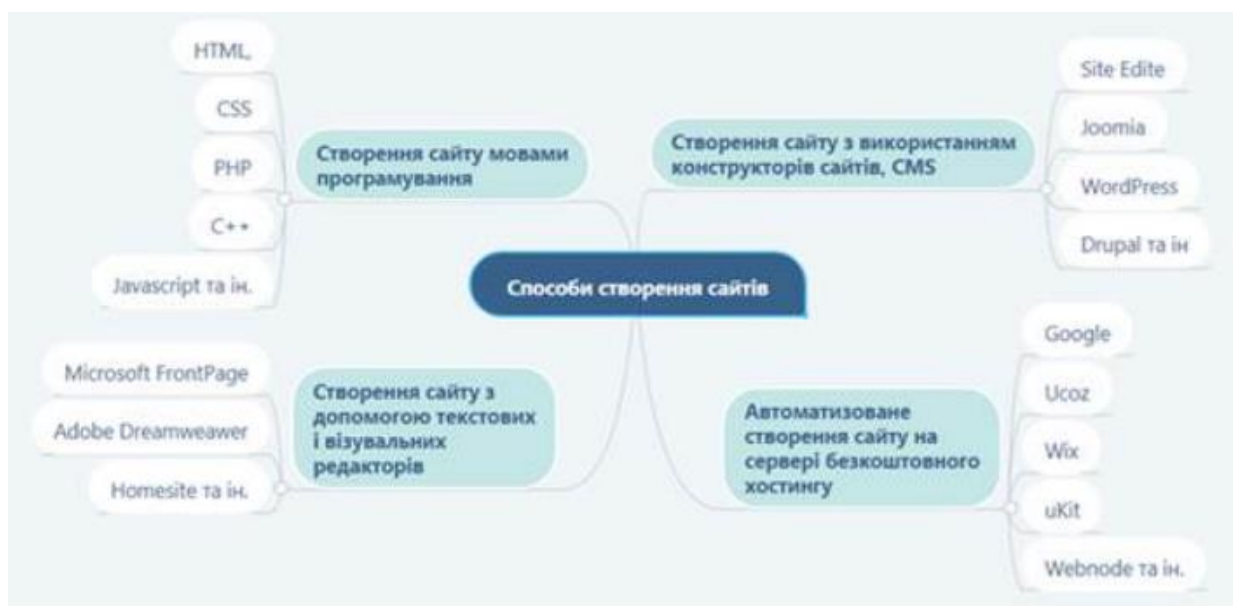 Способи створення сайтів
Створення сайту мовами
програмування
HTML,
CSS
PHP
C++
Javascript та ін.
Створення сайту з використанням
конструкторів сайтів, CMS
Site Edite
Joomia
WordPress
Drupal та ін
Створення сайту з
допомогою текстових
і візувальних
редакторів
Microsoft FrontPage
Adobe Dreamweawer
Homesite та ін.
Автоматизоване
створення сайту на
сервері безкоштовного
хостингу
Google
Ucoz
Wix
uKit
Webnode та ін.